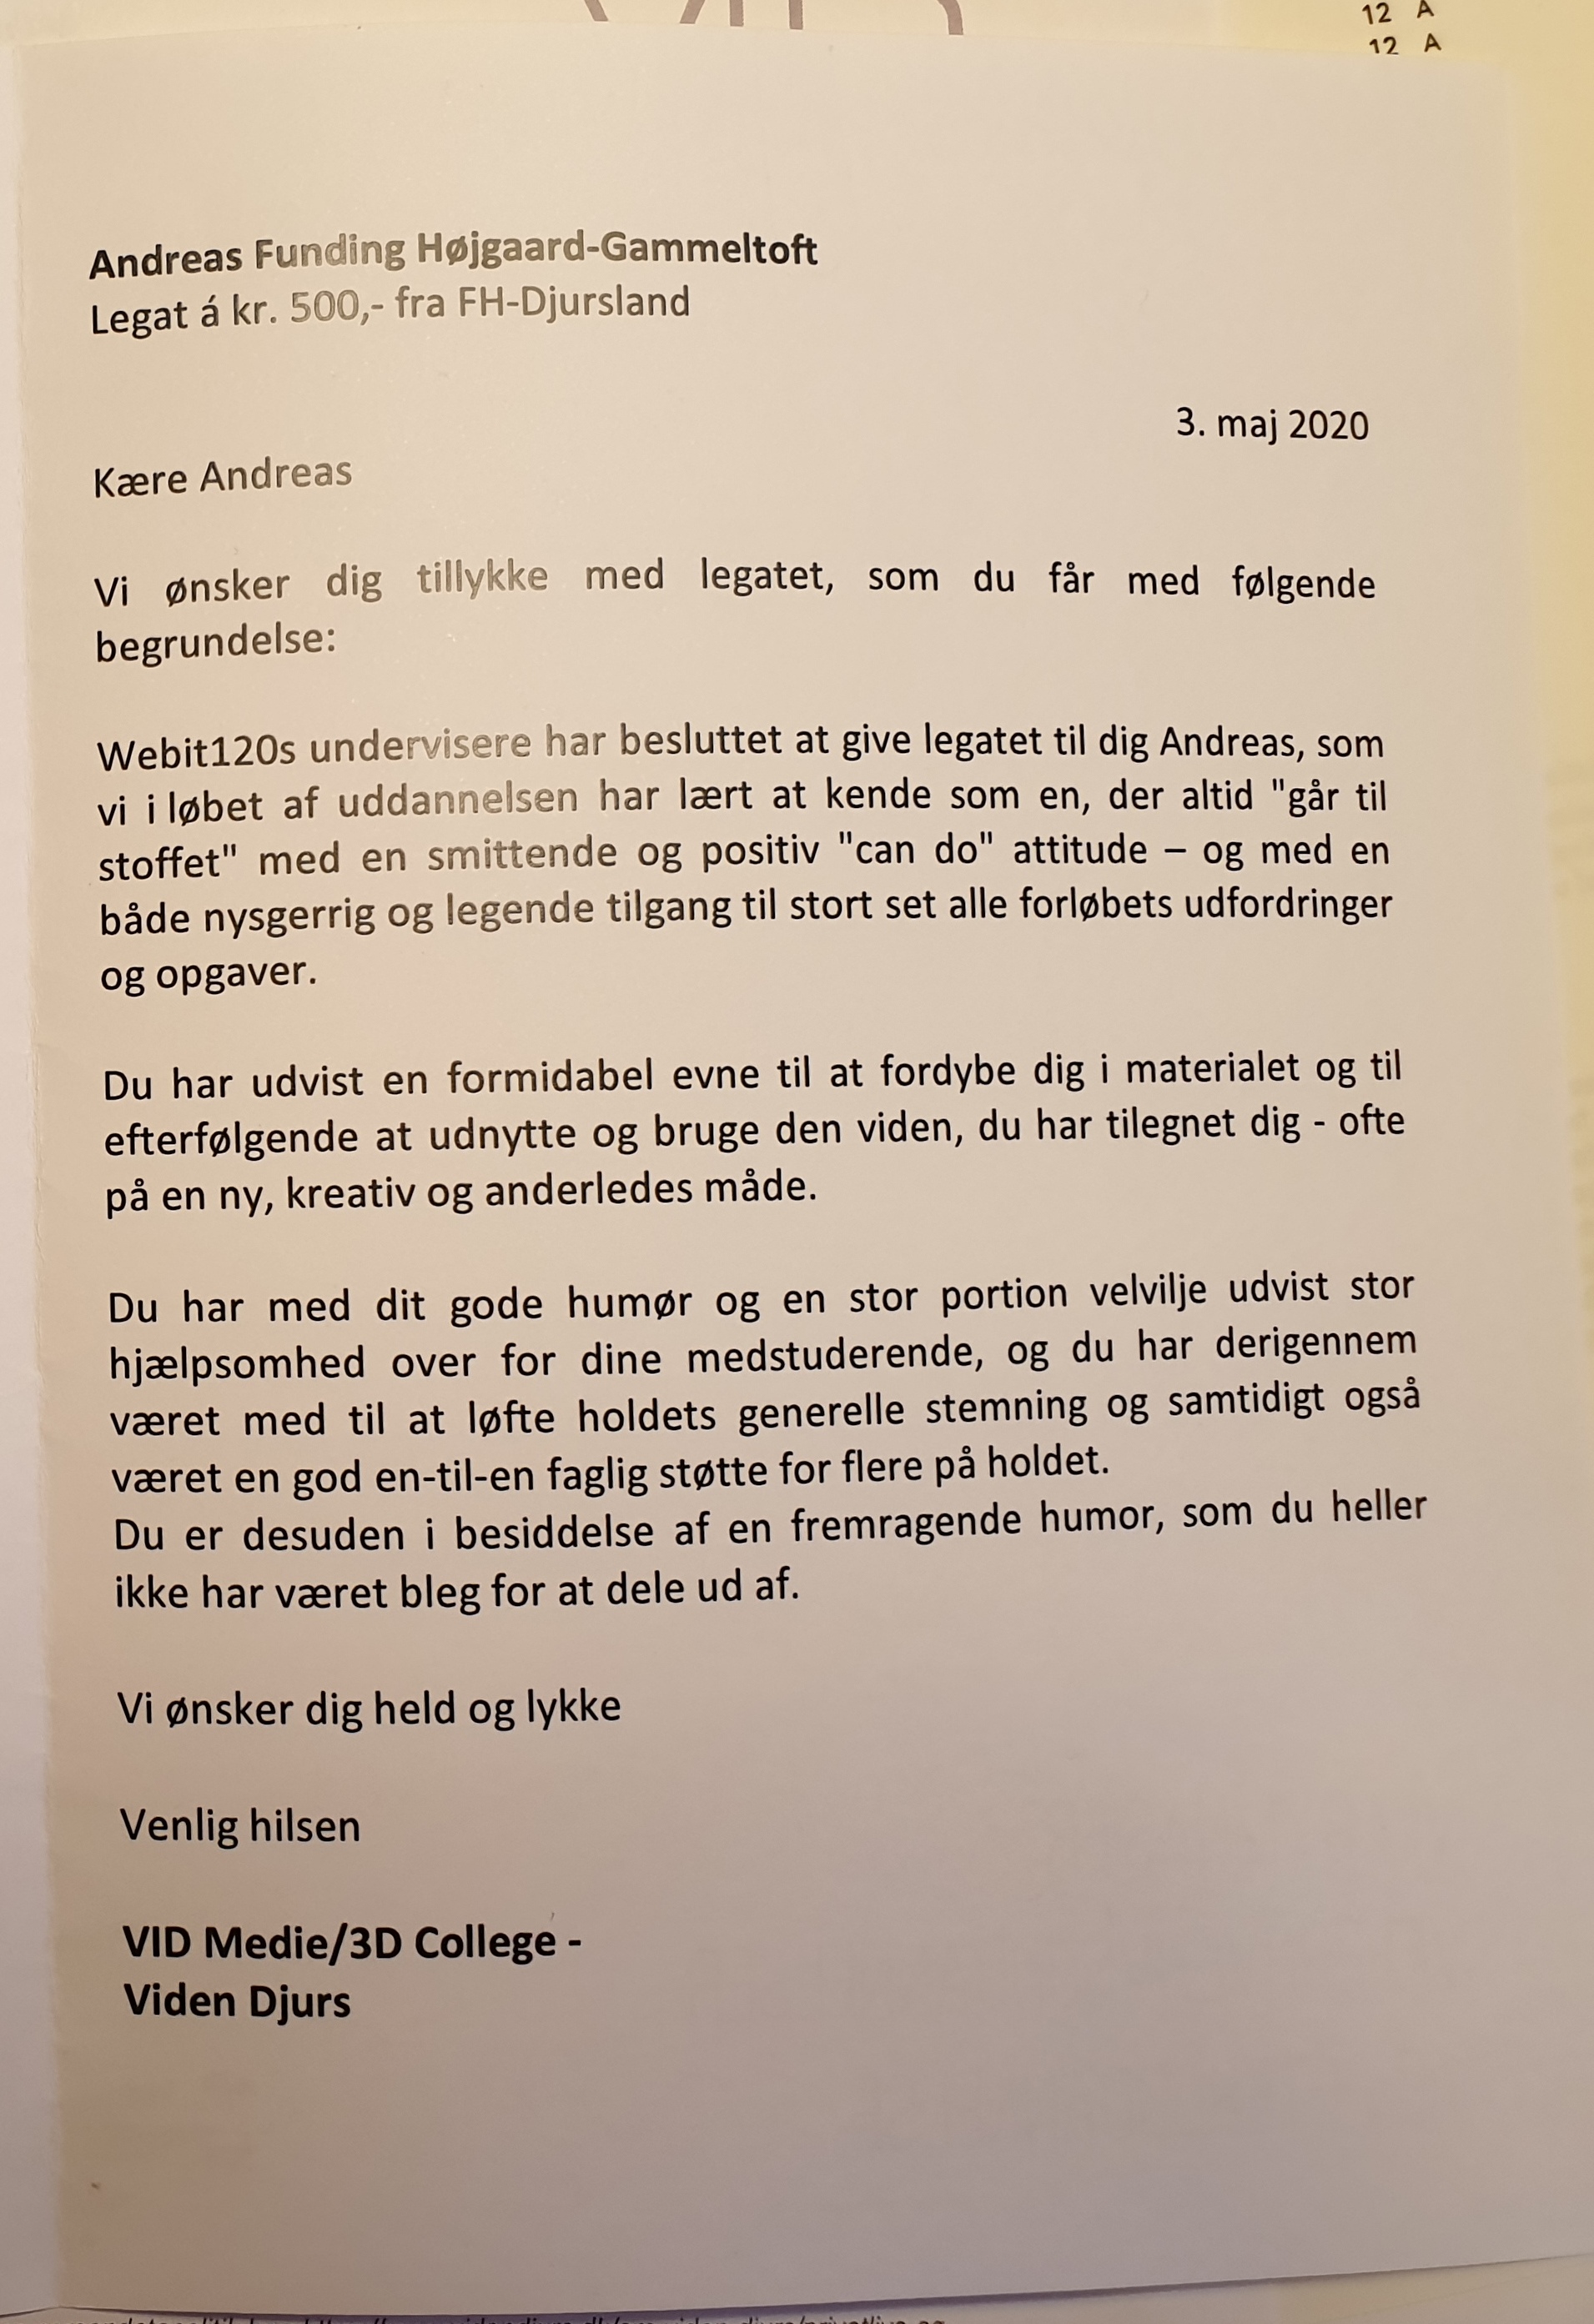 12 A
12 A
Andreas Funding Højgaard-Gammeltoft
Legat á kr. 500,- fra FH-Djursland
3. maj 2020
Kære Andreas
Vi ønsker dig tillykke med legatet, som du får med følgende
begrundelse:
Webit120s undervisere har besluttet at give legatet til dig Andreas, som
vi i løbet af uddannelsen har lært at kende som en, der altid "går til
stoffet" med en smittende og positiv "can do" attitude – og med en
både nysgerrig og legende tilgang til stort set alle forløbets udfordringer
og opgaver.
Du har udvist en formidabel evne til at fordybe dig i materialet og til
efterfølgende at udnytte og bruge den viden, du har tilegnet dig - ofte
på en ny, kreativ og anderledes måde.
Du har med dit gode humør og en stor portion velvilje udvist stor
hjælpsomhed over for dine medstuderende, og du har derigennem
været med til at løfte holdets generelle stemning og samtidigt også
været en god en-til-en faglig støtte for flere på holdet.
Du er desuden i besiddelse af en fremragende humor, som du heller
ikke har været bleg for at dele ud af.
Vi ønsker dig held og lykke
Venlig hilsen
VID Medie/3D College -
Viden Djurs